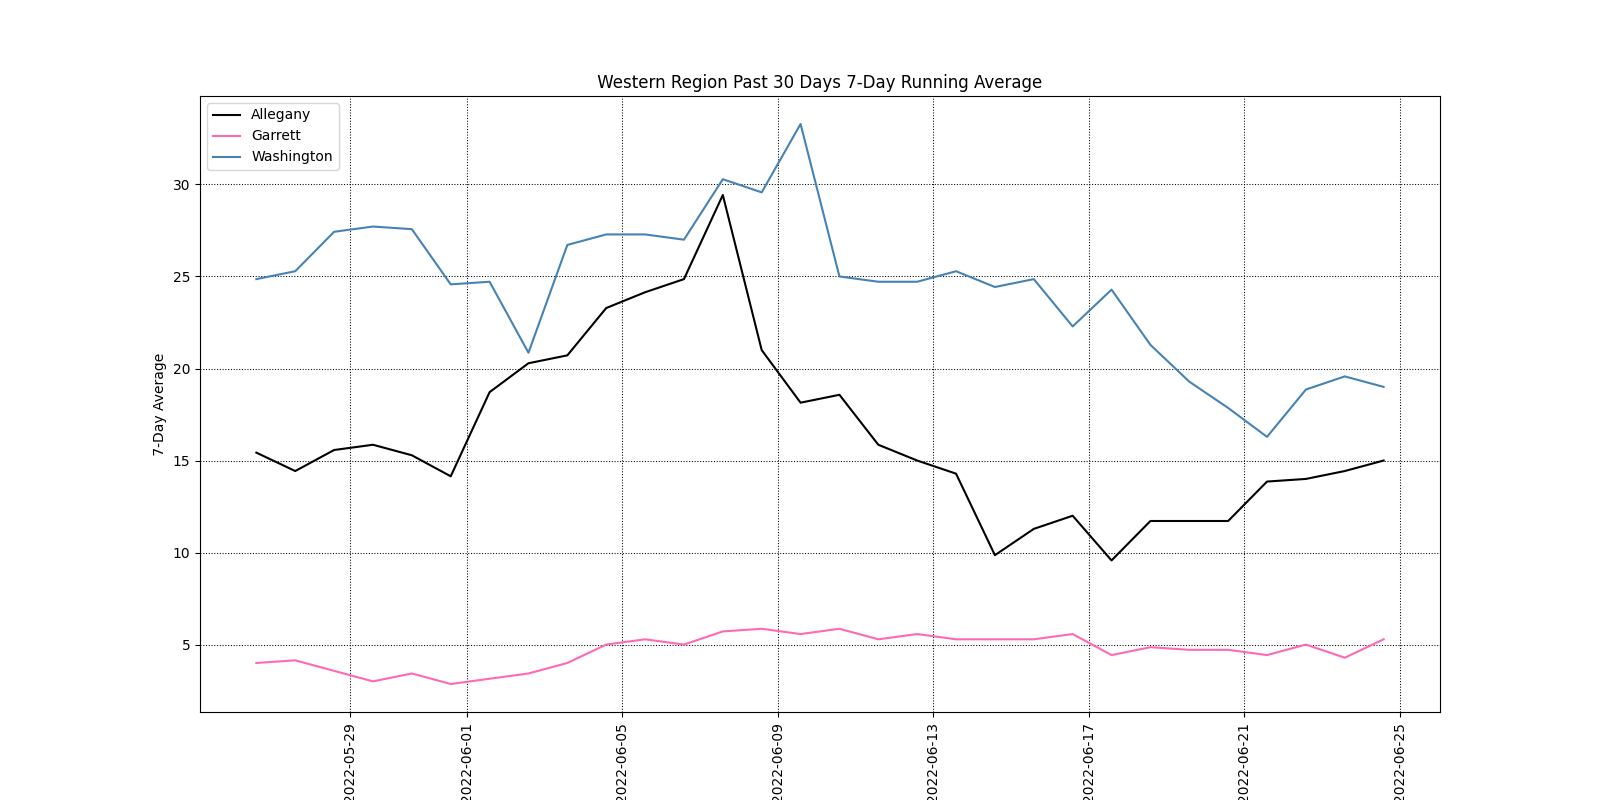 Western Region Past 30 Days 7-Day Running Average
Allegany
Garrett
Washington
7-Day Average
30
25
20
15
10
5
2022-05-29
2022-06-01
2022-06-05
2022-06-09
2022-06-13
2022-06-17
2022-06-21
2022-06-25